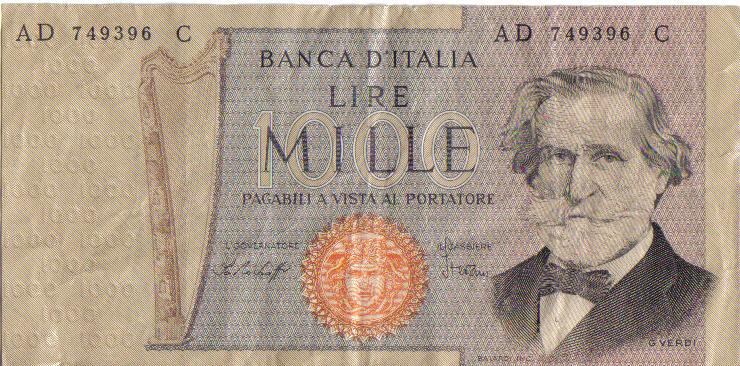 AD 749396 C
AD 749396 C
BANCA D'ITALIA
LIRE
MILLE
1000
PAGABILI A VISTA AL PORTATORE
IL GOVERNATORE
IL CASSIERE
G. VERDI